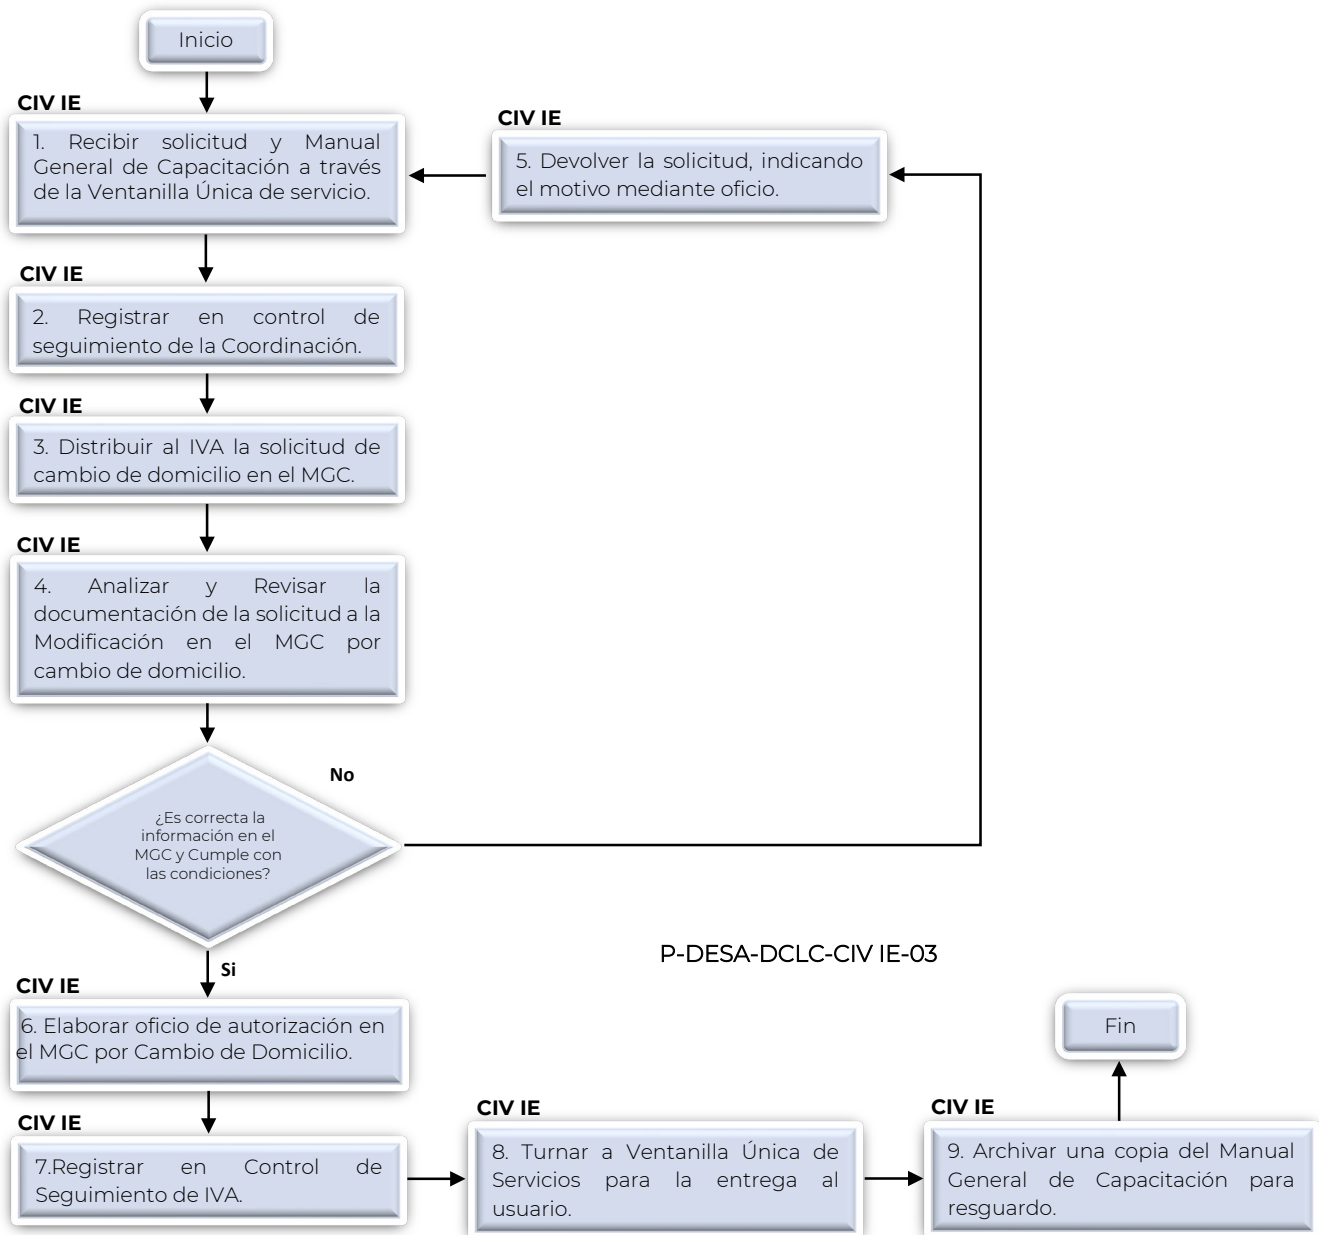 Inicio
CIV IE
1. Recibir solicitud y Manual
General de Capacitación a través
de la Ventanilla Única de servicio.
CIV IE
5. Devolver la solicitud, indicando
el motivo mediante oficio.
CIV IE
2. Registrar en control de
seguimiento de la Coordinación.
CIV IE
3. Distribuir al IVA la solicitud de
cambio de domicilio en el MGC.
CIV IE
4. Analizar y Revisar la
documentación de la solicitud a la
Modificación en el MGC por
cambio de domicilio.
No
¿Es correcta la
información en el
MGC y Cumple con
las condiciones?
P-DESA-DCLC-CIV IE-03
Si
CIV IE
6. Elaborar oficio de autorización en
el MGC por Cambio de Domicilio.
CIV IE
7.Registrar en Control de
Seguimiento de IVA.
CIV IE
8. Turnar a Ventanilla Única de
Servicios para la entrega al
usuario.
CIV IE
9. Archivar una copia del Manual
General de Capacitación para
resguardo.
Fin